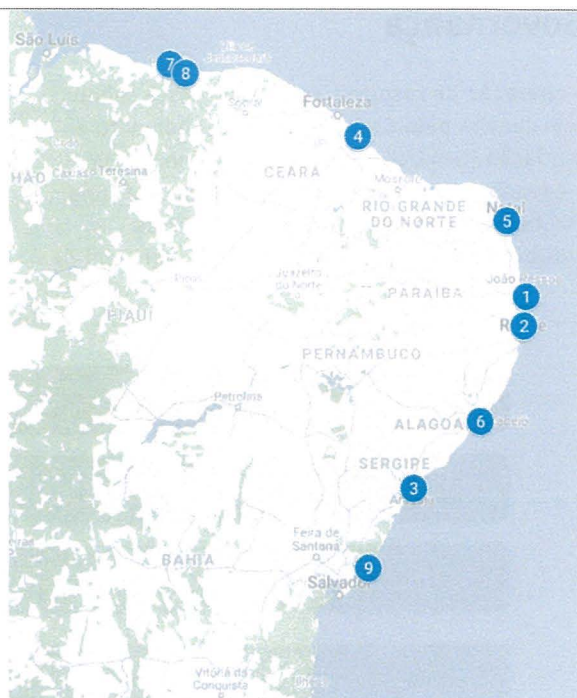 São Luís
7
8
Sobral
Fortaleza
4
CEARÁ
Teresina
Mossoró
RIO GRANDE
DO NORTE
Natal
5
Juazeiro
do Norte
João Pessoa
1
PARAÍBA
PIAUÍ
2
PERNAMBUCO
Petrolina
ALAGOA
6
SERGIPE
3
Feira de
Santana
9
BAHIA
Salvador
Vitória da
Conquista